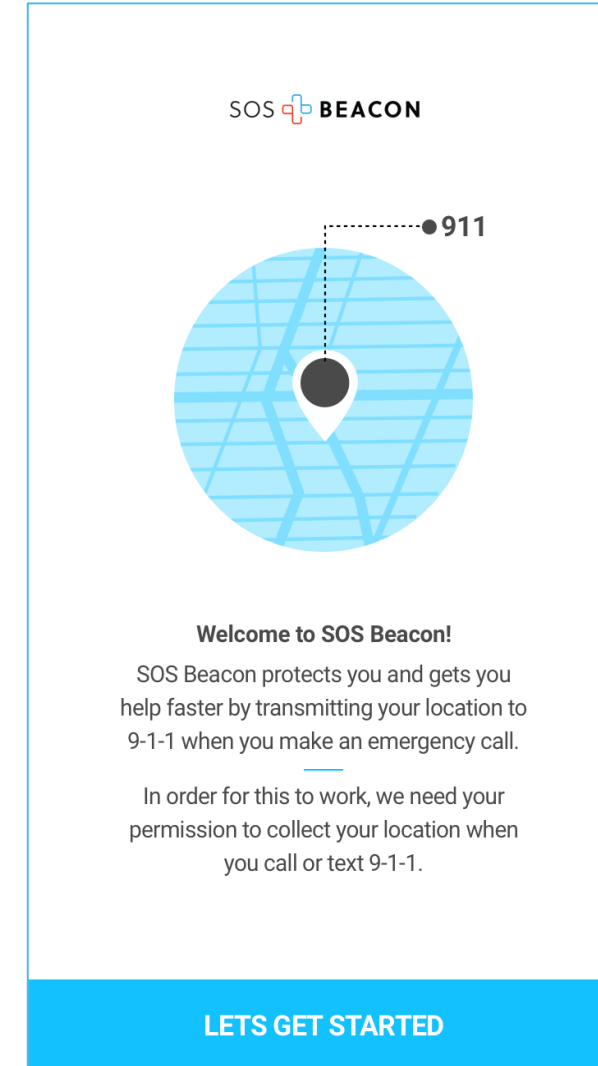 SOS BEACON
911
Welcome to SOS Beacon!
SOS Beacon protects you and gets you
help faster by transmitting your location to
9-1-1 when you make an emergency call.
In order for this to work, we need your
permission to collect your location when
you call or text 9-1-1.
LETS GET STARTED